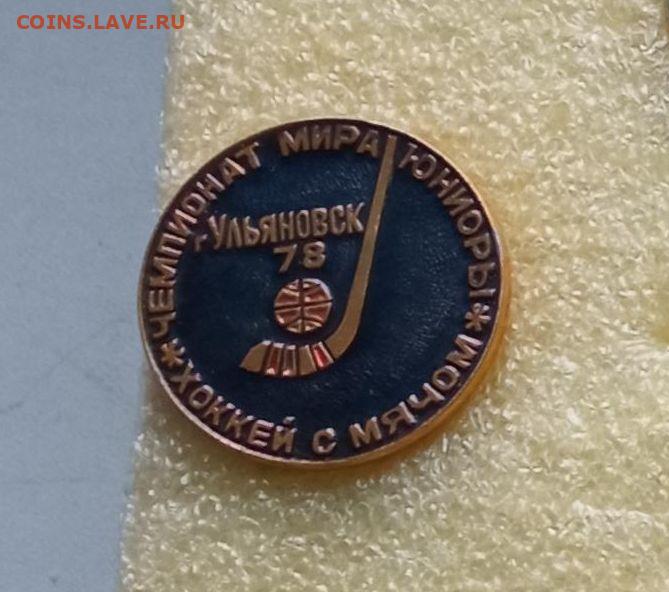 COINS.LAVE.RU
ЧЕМПИОНАТ МИРА ЮНИОРЫ
г УЛЬЯНОВСК
78
* ХОККЕЙ С МЯЧОМ *